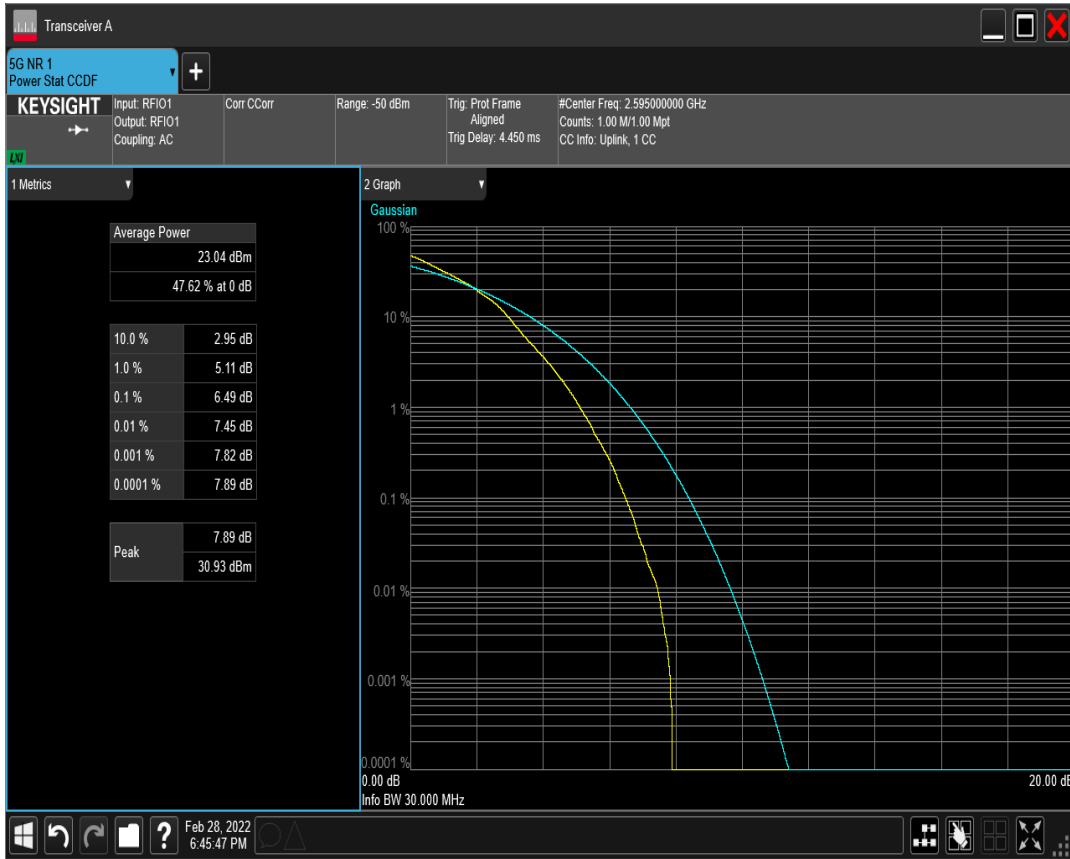 Transceiver A
5G NR 1
Power Stat CCDF
KEYSIGHT
LXI
Input: RFIO1
Output: RFIO1
Coupling: AC
Corr CCorr
Range: -50 dBm
Trig: Prot Frame
Aligned
Trig Delay: 4.450 ms
#Center Freq: 2.595000000 GHz
Counts: 1.00 M/1.00 Mpt
CC Info: Uplink, 1 CC
1 Metrics
Average Power
23.04 dBm
47.62 % at 0 dB
10.0 % 2.95 dB
1.0 % 5.11 dB
0.1 % 6.49 dB
0.01 % 7.45 dB
0.001 % 7.82 dB
0.0001 % 7.89 dB
Peak
7.89 dB
30.93 dBm
2 Graph
Gaussian
100 %
10 %
1 %
0.1 %
0.01 %
0.001 %
0.0001 %
0.00 dB
20.00 dB
Info BW 30.000 MHz
Feb 28, 2022
6:45:47 PM